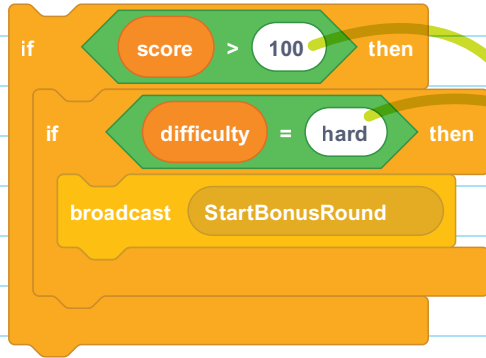 if score > 100 then
if difficulty = hard then
broadcast StartBonusRound